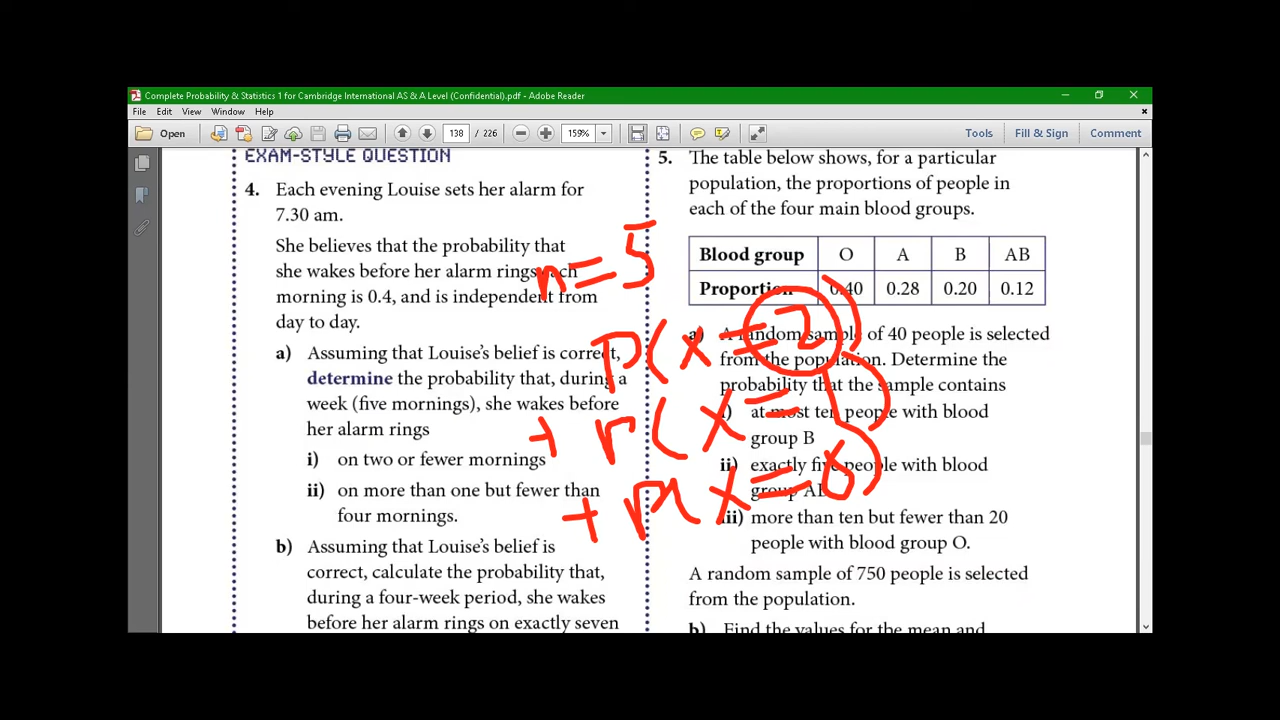 Complete Probability & Statistics 1 for Cambridge International AS & A Level (Confidential).pdf - Adobe Reader
File Edit View Window Help
Open 138 / 226 159% Tools Fill & Sign Comment
EXAM-STYLE QUESTION
4. Each evening Louise sets her alarm for
7.30 am.
She believes that the probability that
she wakes before her alarm rings each
morning is 0.4, and is independent from
day to day.
a) Assuming that Louise's belief is correct,
determine the probability that, during a
week (five mornings), she wakes before
her alarm rings
i) on two or fewer mornings
ii) on more than one but fewer than
four mornings.
b) Assuming that Louise's belief is
correct, calculate the probability that,
during a four-week period, she wakes
before her alarm rings on exactly seven
n=5
P(x=2)
+ P(x=1)
+ P(x=0)
5. The table below shows, for a particular
population, the proportions of people in
each of the four main blood groups.
Blood group O A B AB
Proportion 0.40 0.28 0.20 0.12
a) A random sample of 40 people is selected
from the population. Determine the
probability that the sample contains
i) at most ten people with blood
group B
ii) exactly five people with blood
group AB
iii) more than ten but fewer than 20
people with blood group O.
A random sample of 750 people is selected
from the population.
b) Find the values for the mean and